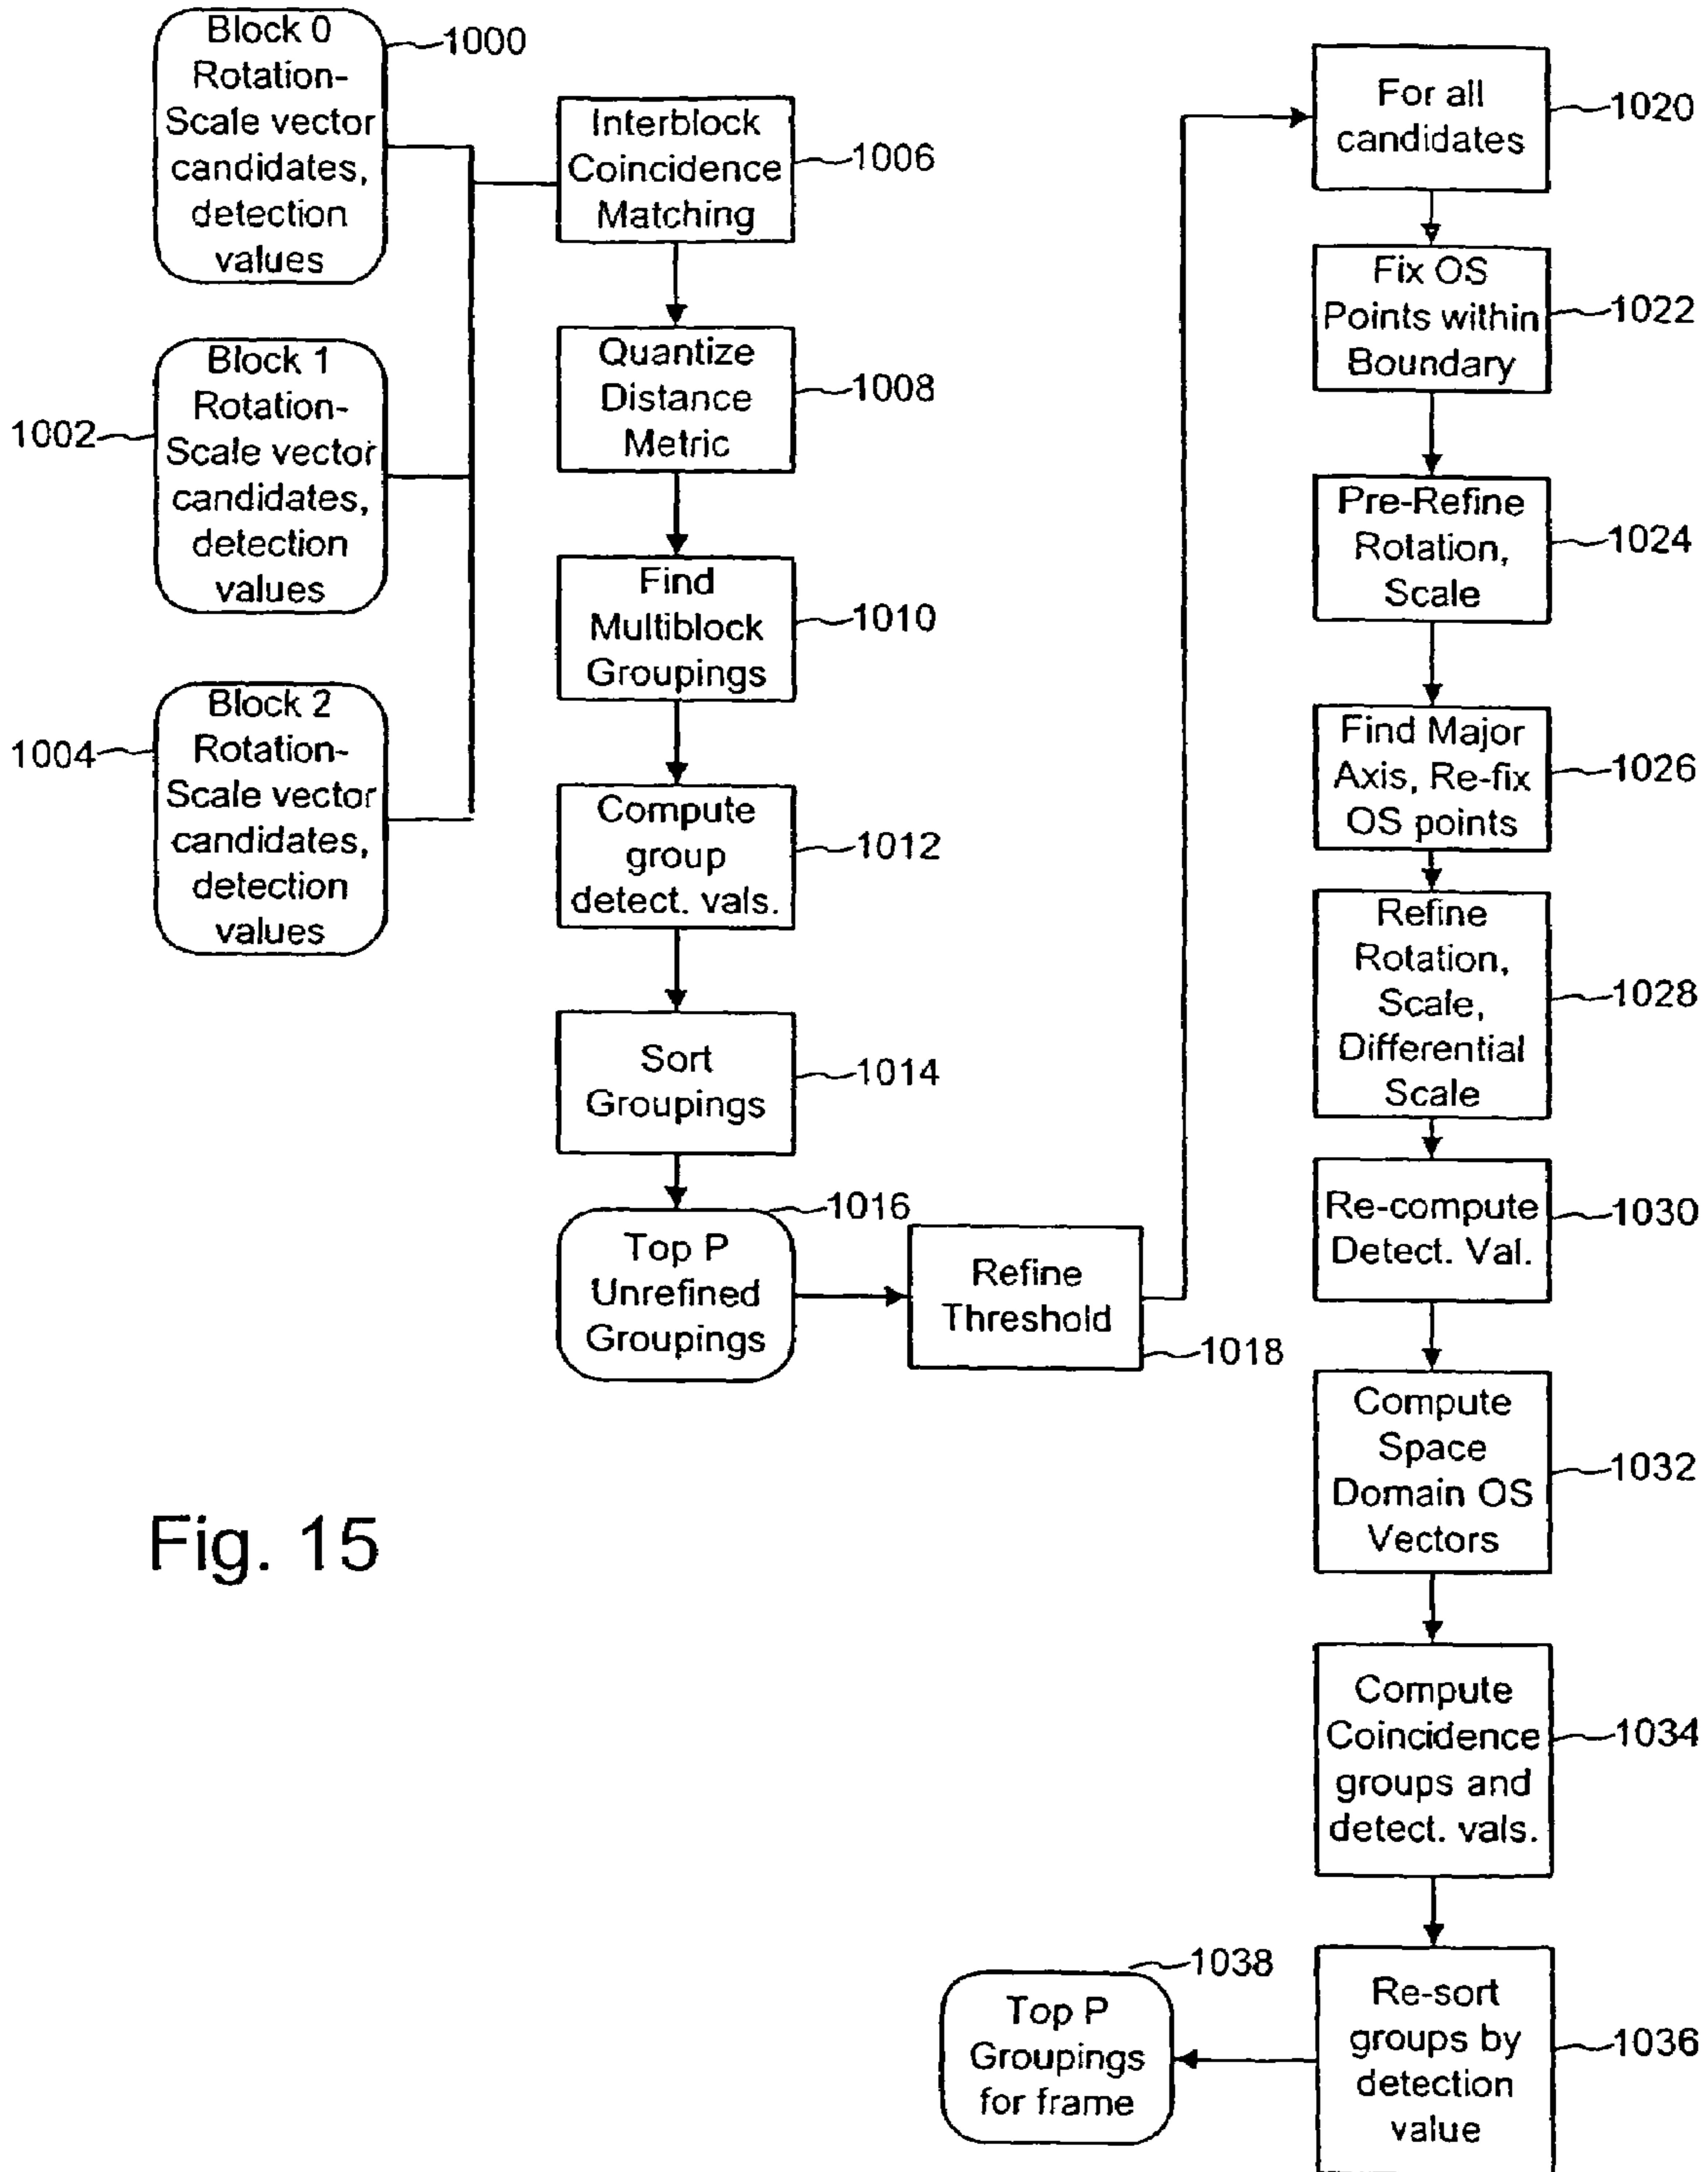 Block 0
Rotation-
Scale vector
candidates,
detection
values
1000
Block 1
Rotation-
Scale vector
candidates,
detection
values
1002
Block 2
Rotation-
Scale vector
candidates,
detection
values
1004
Interblock
Coincidence
Matching
1006
Quantize
Distance
Metric
1008
Find
Multiblock
Groupings
1010
Compute
group
detect. vals.
1012
Sort
Groupings
1014
Top P
Unrefined
Groupings
1016
Refine
Threshold
1018
For all
candidates
1020
Fix OS
Points within
Boundary
1022
Pre-Refine
Rotation,
Scale
1024
Find Major
Axis, Re-fix
OS points
1026
Refine
Rotation,
Scale,
Differential
Scale
1028
Re-compute
Detect. Val.
1030
Compute
Space
Domain OS
Vectors
1032
Compute
Coincidence
groups and
detect. vals.
1034
Re-sort
groups by
detection
value
1036
Top P
Groupings
for frame
1038
Fig. 15